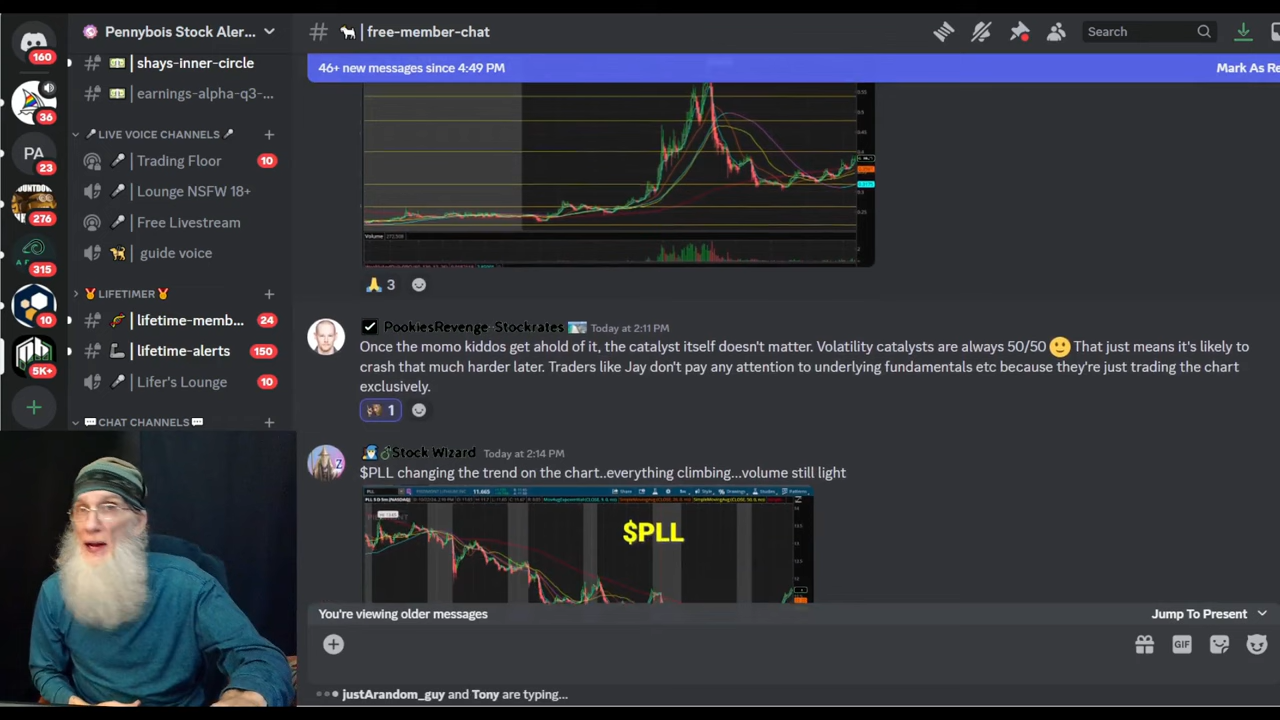 160
36
PA
23
OUNTDOW
276
315
10
5K+
Pennybois Stock Aler...
shays-inner-circle
earnings-alpha-q3-...
LIVE VOICE CHANNELS
Trading Floor 10
Lounge NSFW 18+
Free Livestream
guide voice
LIFETIMER
lifetime-memb... 24
lifetime-alerts 150
Lifer's Lounge 10
CHAT CHANNELS
free-member-chat
Search
46+ new messages since 4:49 PM Mark As Re
Volume
3
PookiesRevenge-Stockrates Today at 2:11 PM
Once the momo kiddos get ahold of it, the catalyst itself doesn't matter. Volatility catalysts are always 50/50 That just means it's likely to
crash that much harder later. Traders like Jay don't pay any attention to underlying fundamentals etc because they're just trading the chart
exclusively.
1
Stock Wizard Today at 2:14 PM
$PLL changing the trend on the chart..everything climbing...volume still light
PLL
$PLL
You're viewing older messages Jump To Present
GIF
justArandom_guy and Tony are typing...